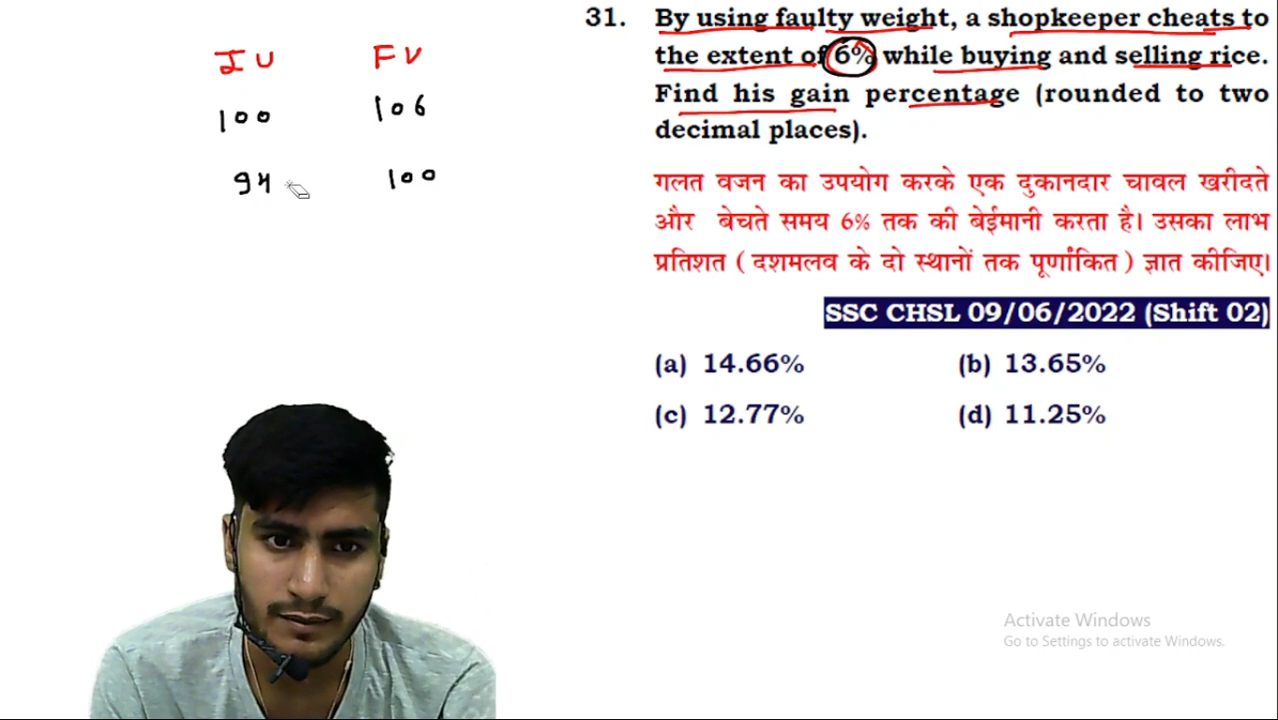 IV FV
100 106
94 100
31. By using faulty weight, a shopkeeper cheats to
the extent of 6% while buying and selling rice.
Find his gain percentage (rounded to two
decimal places).
गलत वजन का उपयोग करके एक दुकानदार चावल खरीदते
और बेचते समय 6% तक की बेईमानी करता है। उसका लाभ
प्रतिशत (दशमलव के दो स्थानों तक पूर्णांकित) ज्ञात कीजिए।
SSC CHSL 09/06/2022 (Shift 02)
(a) 14.66% (b) 13.65%
(c) 12.77% (d) 11.25%
Activate Windows
Go to Settings to activate Windows.